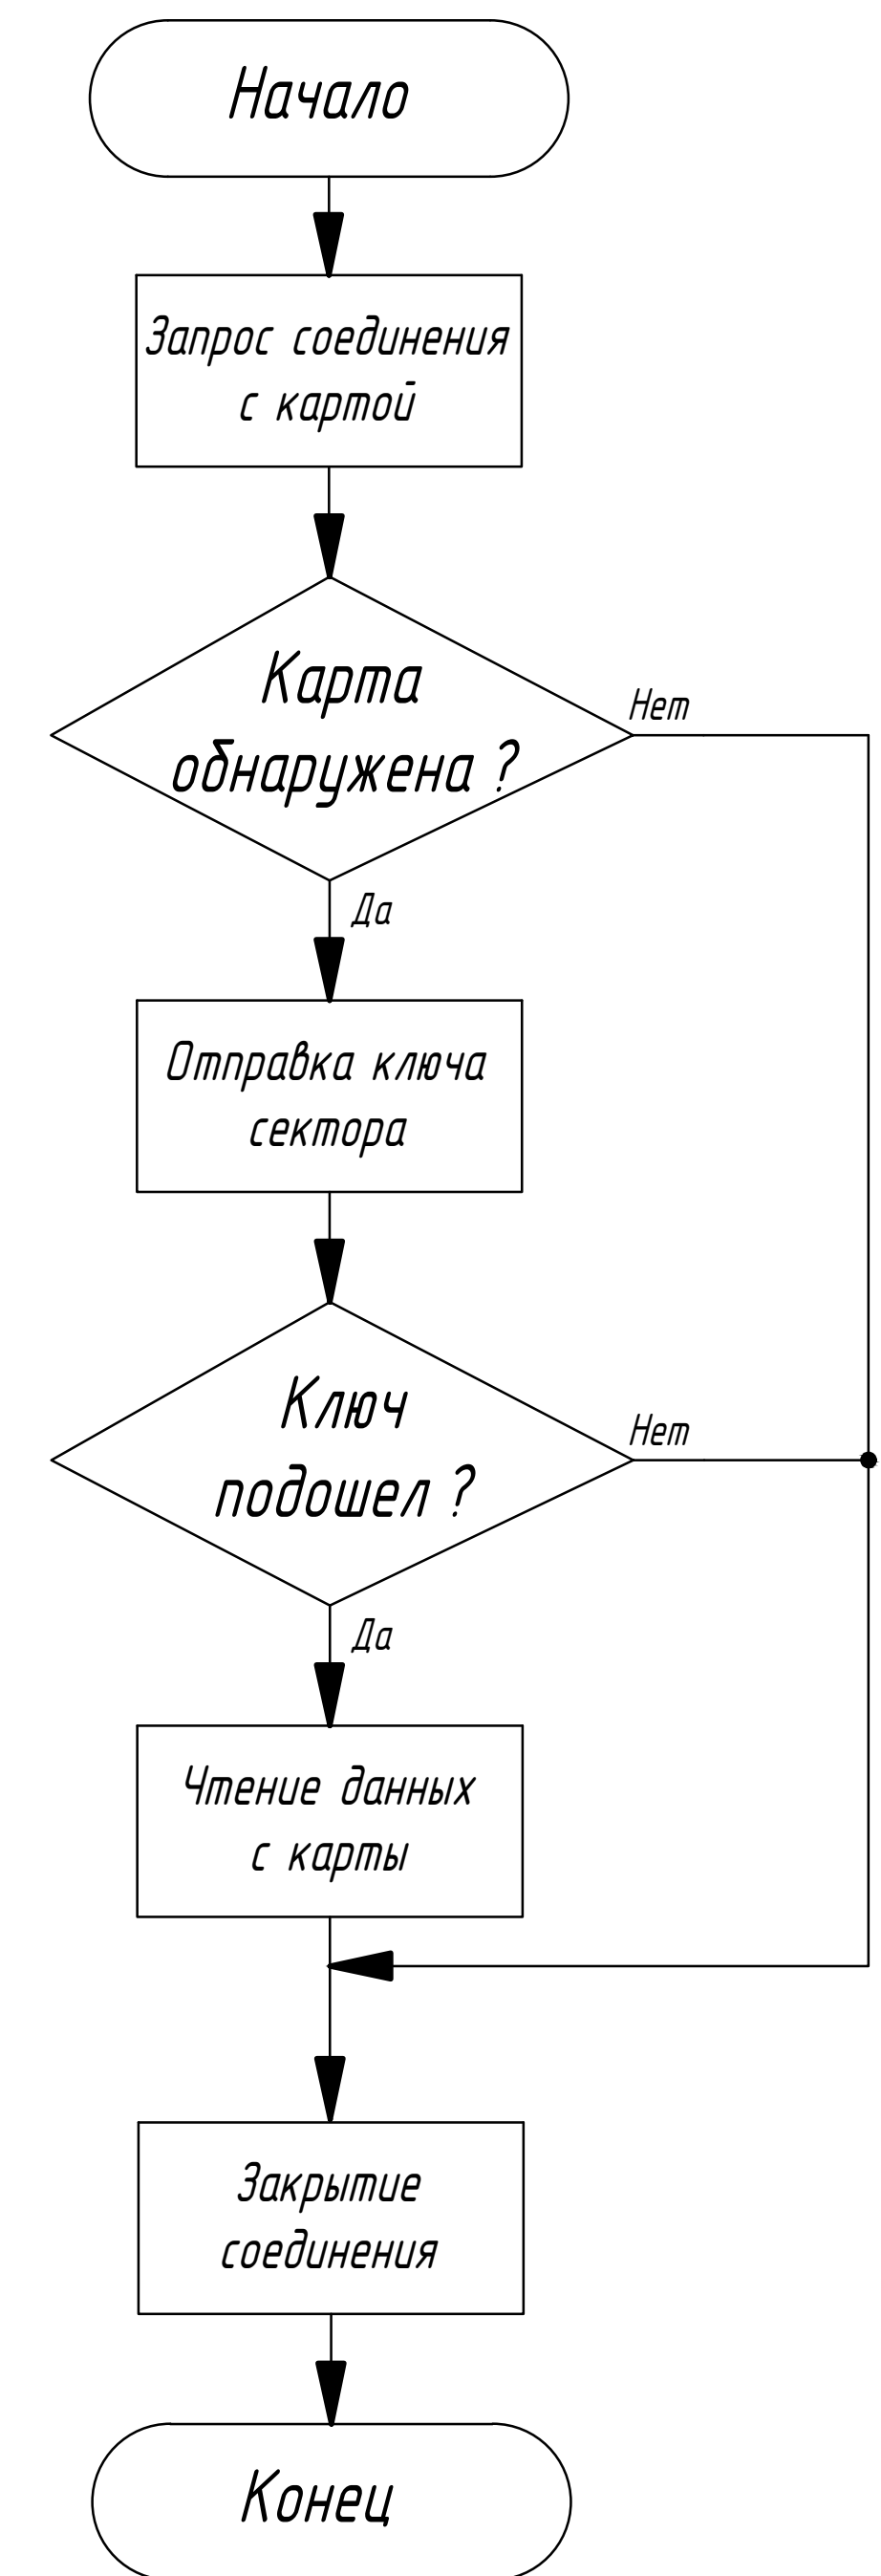 Начало
Запрос соединения
с картой
Карта
обнаружена ?
Нет
Да
Отправка ключа
сектора
Ключ
подошел ?
Нет
Да
Чтение данных
с карты
Закрытие
соединения
Конец